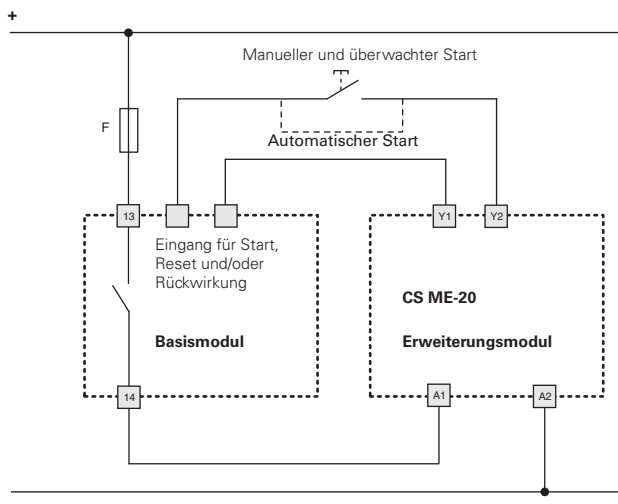 +
Manueller und überwachter Start
F
Automatischer Start
13
Y1
Y2
Eingang für Start,
Reset und/oder
Rückwirkung
CS ME-20
Basismodul
Erweiterungsmodul
14
A1
A2